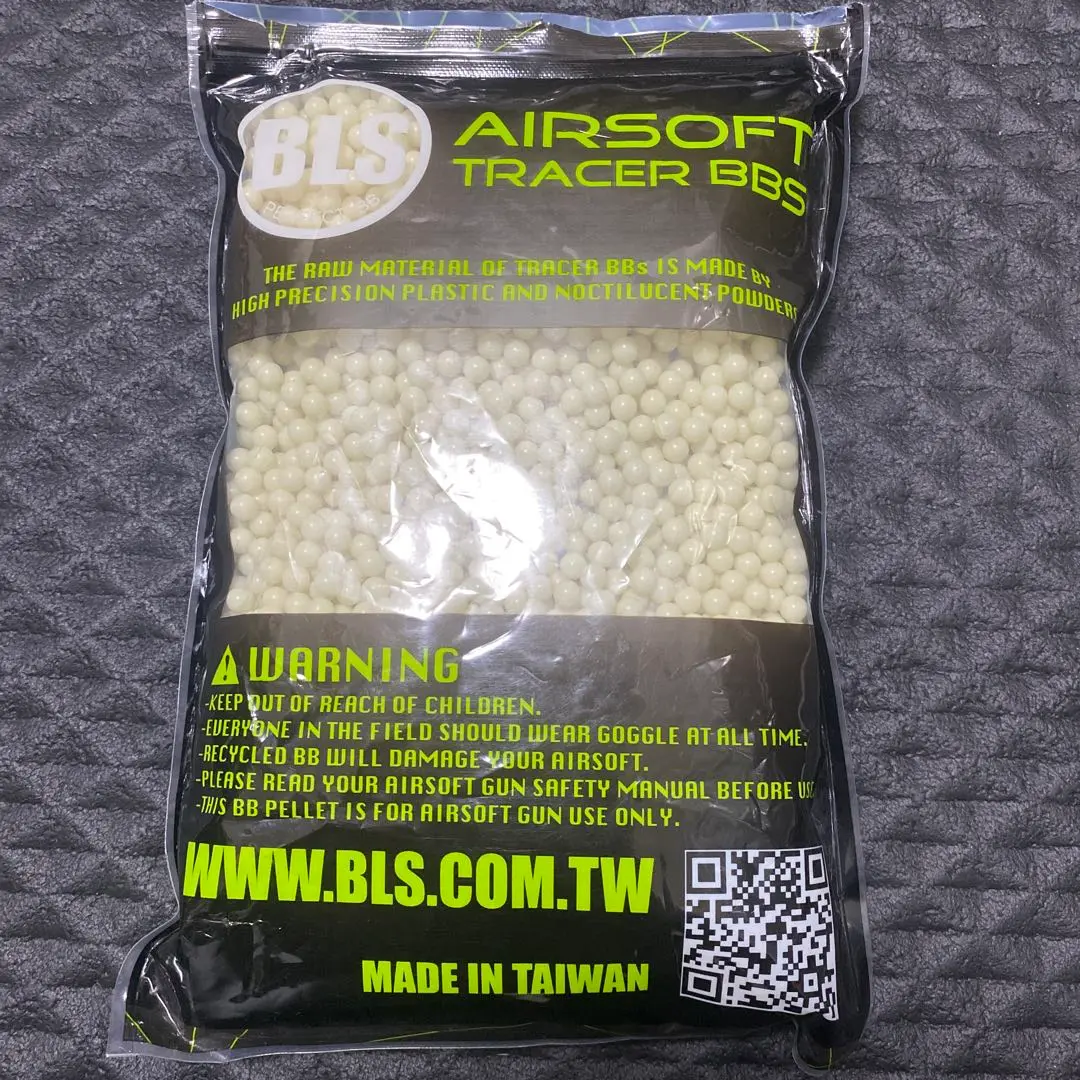 BLS
PERFECT BB
AIRSOFT
TRACER BBS
THE RAW MATERIAL OF TRACER BBs IS MADE BY
HIGH PRECISION PLASTIC AND NOCTILUCENT POWDERS
WARNING
-KEEP OUT OF REACH OF CHILDREN.
-EVERYONE IN THE FIELD SHOULD WEAR GOGGLE AT ALL TIME.
-RECYCLED BB WILL DAMAGE YOUR AIRSOFT.
-PLEASE READ YOUR AIRSOFT GUN SAFETY MANUAL BEFORE USE
-THIS BB PELLET IS FOR AIRSOFT GUN USE ONLY.
WWW.BLS.COM.TW
MADE IN TAIWAN